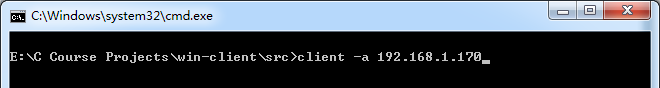 C:\Windows\system32\cmd.exe
E:\C Course Projects\win-client\src>client -a 192.168.1.170_